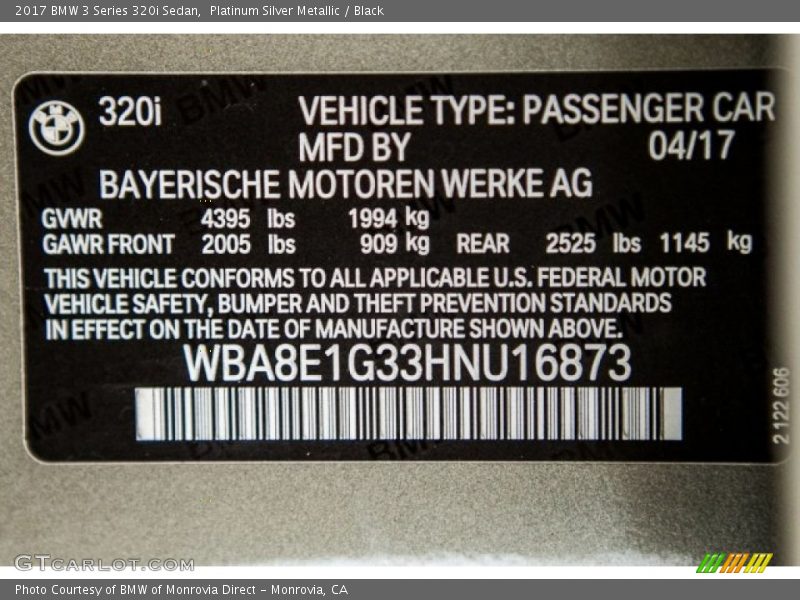 2017 BMW 3 Series 320i Sedan, Platinum Silver Metallic / Black
320i VEHICLE TYPE: PASSENGER CAR
MFD BY 04/17
BAYERISCHE MOTOREN WERKE AG
GVWR 4395 lbs 1994 kg
GAWR FRONT 2005 lbs 909 kg REAR 2525 lbs 1145 kg
THIS VEHICLE CONFORMS TO ALL APPLICABLE U.S. FEDERAL MOTOR
VEHICLE SAFETY, BUMPER AND THEFT PREVENTION STANDARDS
IN EFFECT ON THE DATE OF MANUFACTURE SHOWN ABOVE.
WBA8E1G33HNU16873
2 122 606
GTCARLOT.COM
Photo Courtesy of BMW of Monrovia Direct - Monrovia, CA